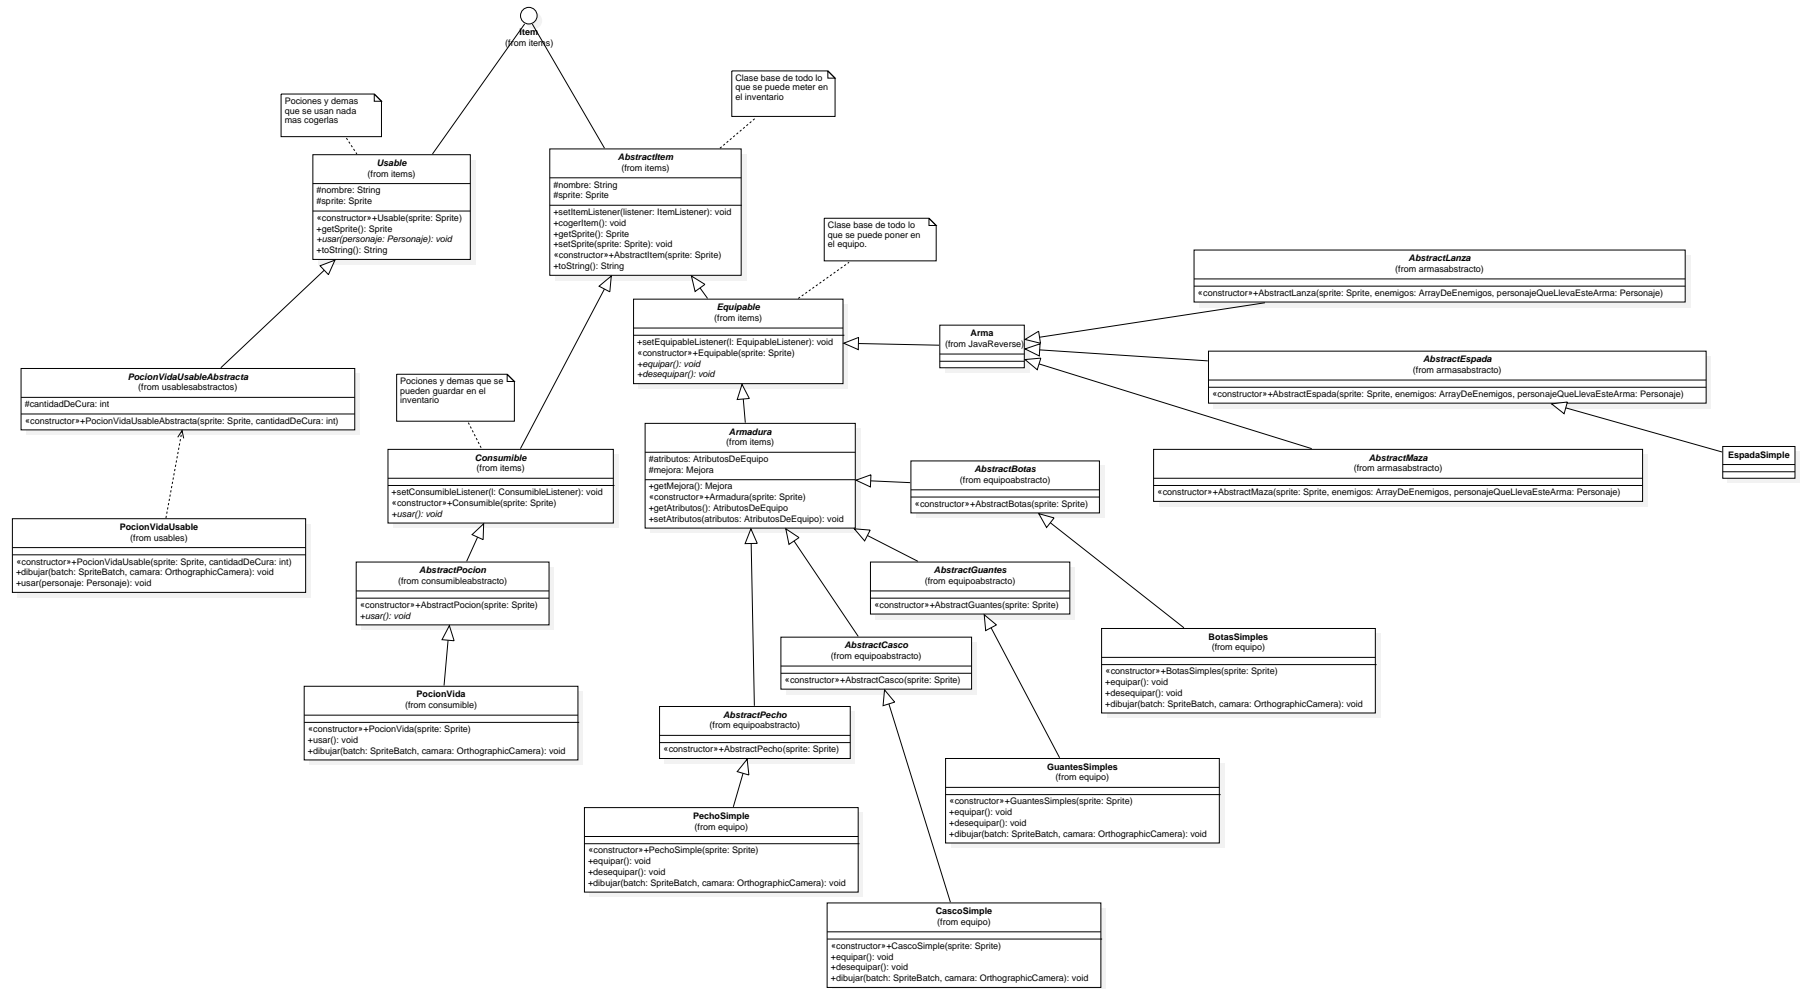 Item
(from items)
Clase base de todo lo
que se puede meter en
el inventario
Pociones y demas
que se usan nada
mas cogerlas
Usable
(from items)
#nombre: String
#sprite: Sprite
«constructor»+Usable(sprite: Sprite)
+getSprite(): Sprite
+usar(personaje: Personaje): void
+toString(): String
AbstractItem
(from items)
#nombre: String
#sprite: Sprite
+setItemListener(listener: ItemListener): void
+cogerItem(): void
+getSprite(): Sprite
+setSprite(sprite: Sprite): void
«constructor»+AbstractItem(sprite: Sprite)
+toString(): String
Clase base de todo lo
que se puede poner en
el equipo.
Equipable
(from items)
+setEquipableListener(l: EquipableListener): void
«constructor»+Equipable(sprite: Sprite)
+equipar(): void
+desequipar(): void
Arma
(from JavaReverse)
AbstractLanza
(from armasabstracto)
«constructor»+AbstractLanza(sprite: Sprite, enemigos: ArrayDeEnemigos, personajeQueLlevaEsteArma: Personaje)
AbstractEspada
(from armasabstracto)
«constructor»+AbstractEspada(sprite: Sprite, enemigos: ArrayDeEnemigos, personajeQueLlevaEsteArma: Personaje)
EspadaSimple
AbstractMaza
(from armasabstracto)
«constructor»+AbstractMaza(sprite: Sprite, enemigos: ArrayDeEnemigos, personajeQueLlevaEsteArma: Personaje)
PocionVidaUsableAbstracta
(from usablesabstractos)
#cantidadDeCura: int
«constructor»+PocionVidaUsableAbstracta(sprite: Sprite, cantidadDeCura: int)
Pociones y demas que se
pueden guardar en el
inventario
Consumible
(from items)
+setConsumibleListener(l: ConsumibleListener): void
«constructor»+Consumible(sprite: Sprite)
+usar(): void
Armadura
(from items)
#atributos: AtributosDeEquipo
#mejora: Mejora
+getMejora(): Mejora
«constructor»+Armadura(sprite: Sprite)
+getAtributos(): AtributosDeEquipo
+setAtributos(atributos: AtributosDeEquipo): void
AbstractBotas
(from equipoabstracto)
«constructor»+AbstractBotas(sprite: Sprite)
PocionVidaUsable
(from usables)
«constructor»+PocionVidaUsable(sprite: Sprite, cantidadDeCura: int)
+dibujar(batch: SpriteBatch, camara: OrthographicCamera): void
+usar(personaje: Personaje): void
AbstractPocion
(from consumibleabstracto)
«constructor»+AbstractPocion(sprite: Sprite)
+usar(): void
AbstractGuantes
(from equipoabstracto)
«constructor»+AbstractGuantes(sprite: Sprite)
AbstractCasco
(from equipoabstracto)
«constructor»+AbstractCasco(sprite: Sprite)
BotasSimples
(from equipo)
«constructor»+BotasSimples(sprite: Sprite)
+equipar(): void
+desequipar(): void
+dibujar(batch: SpriteBatch, camara: OrthographicCamera): void
PocionVida
(from consumible)
«constructor»+PocionVida(sprite: Sprite)
+usar(): void
+dibujar(batch: SpriteBatch, camara: OrthographicCamera): void
AbstractPecho
(from equipoabstracto)
«constructor»+AbstractPecho(sprite: Sprite)
GuantesSimples
(from equipo)
«constructor»+GuantesSimples(sprite: Sprite)
+equipar(): void
+desequipar(): void
+dibujar(batch: SpriteBatch, camara: OrthographicCamera): void
PechoSimple
(from equipo)
«constructor»+PechoSimple(sprite: Sprite)
+equipar(): void
+desequipar(): void
+dibujar(batch: SpriteBatch, camara: OrthographicCamera): void
CascoSimple
(from equipo)
«constructor»+CascoSimple(sprite: Sprite)
+equipar(): void
+desequipar(): void
+dibujar(batch: SpriteBatch, camara: OrthographicCamera): void